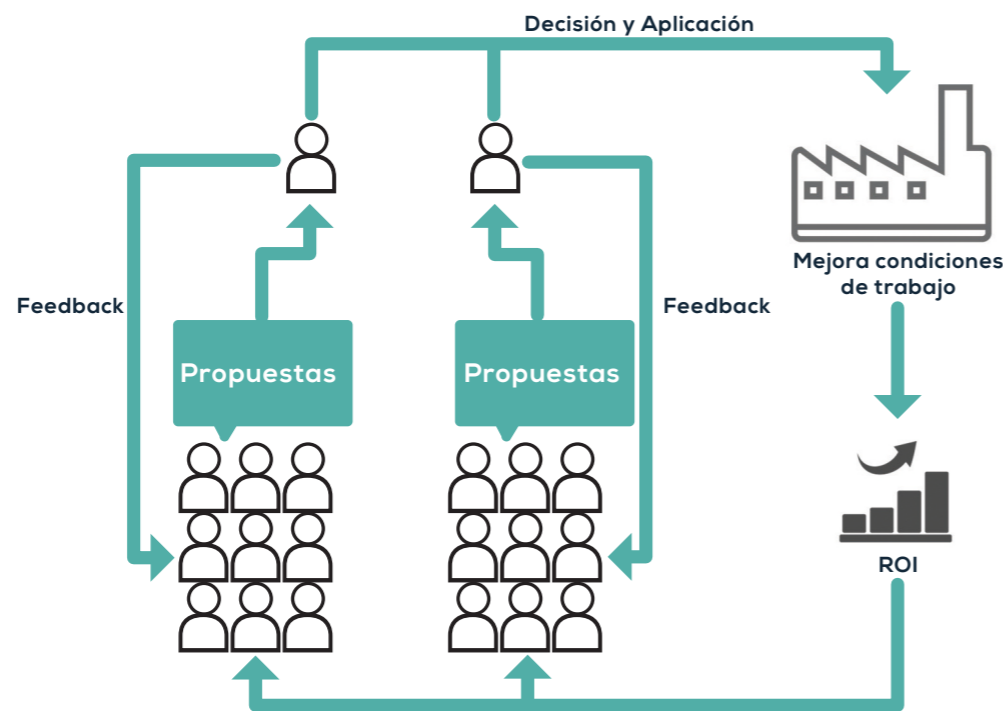 Decisión y Aplicación
Mejora condiciones
de trabajo
Feedback
Feedback
Propuestas
Propuestas
ROI